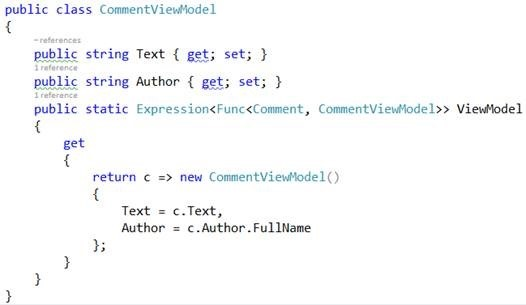 public class CommentViewModel
{
– references
public string Text { get; set; }
1 reference
public string Author { get; set; }
1 reference
public static Expression<Func<Comment, CommentViewModel>> ViewModel
{
get
{
return c => new CommentViewModel()
{
Text = c.Text,
Author = c.Author.FullName
};
}
}
}